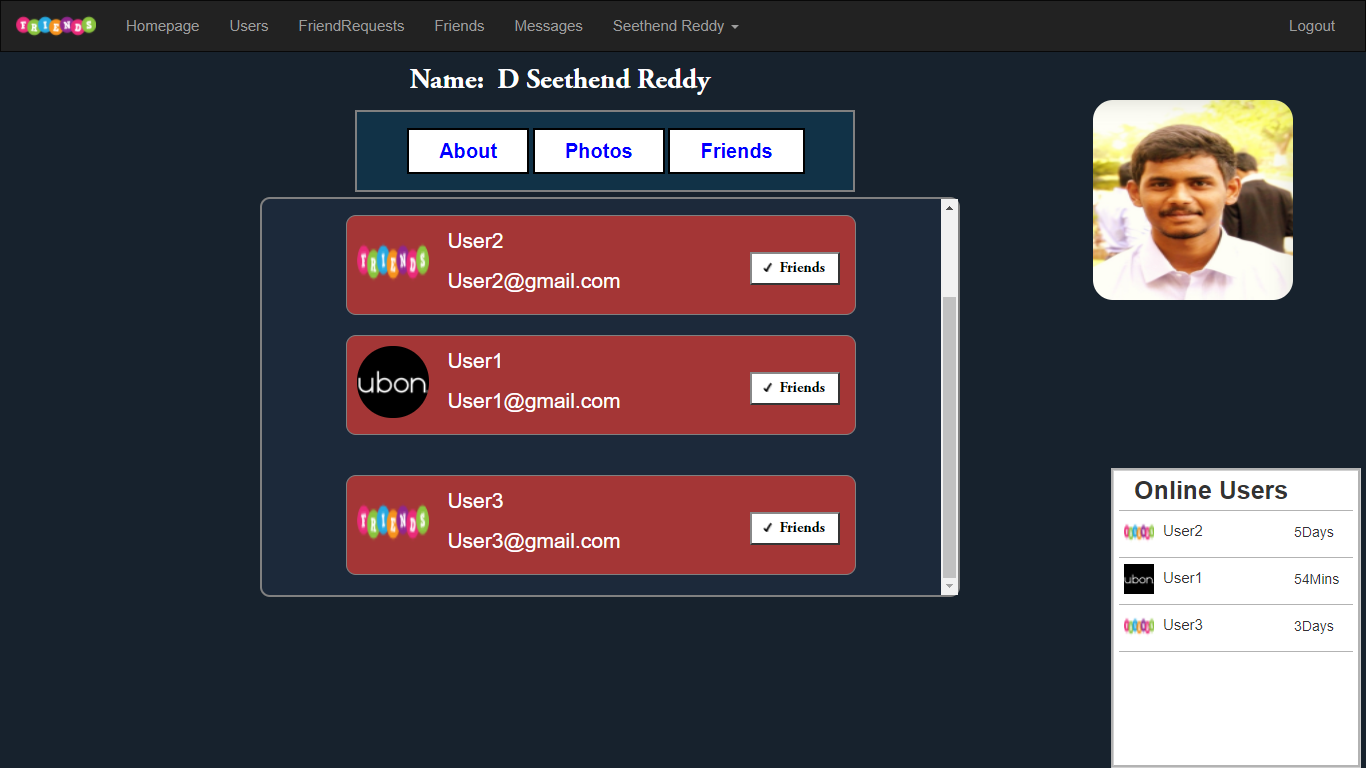 FRIENDS Homepage Users FriendRequests Friends Messages Seethend Reddy Logout
Name: D Seethend Reddy
About Photos Friends
FRIENDS
User2
User2@gmail.com
✓ Friends
ubon
User1
User1@gmail.com
✓ Friends
FRIENDS
User3
User3@gmail.com
✓ Friends
Online Users
User2 5Days
ubon User1 54Mins
User3 3Days